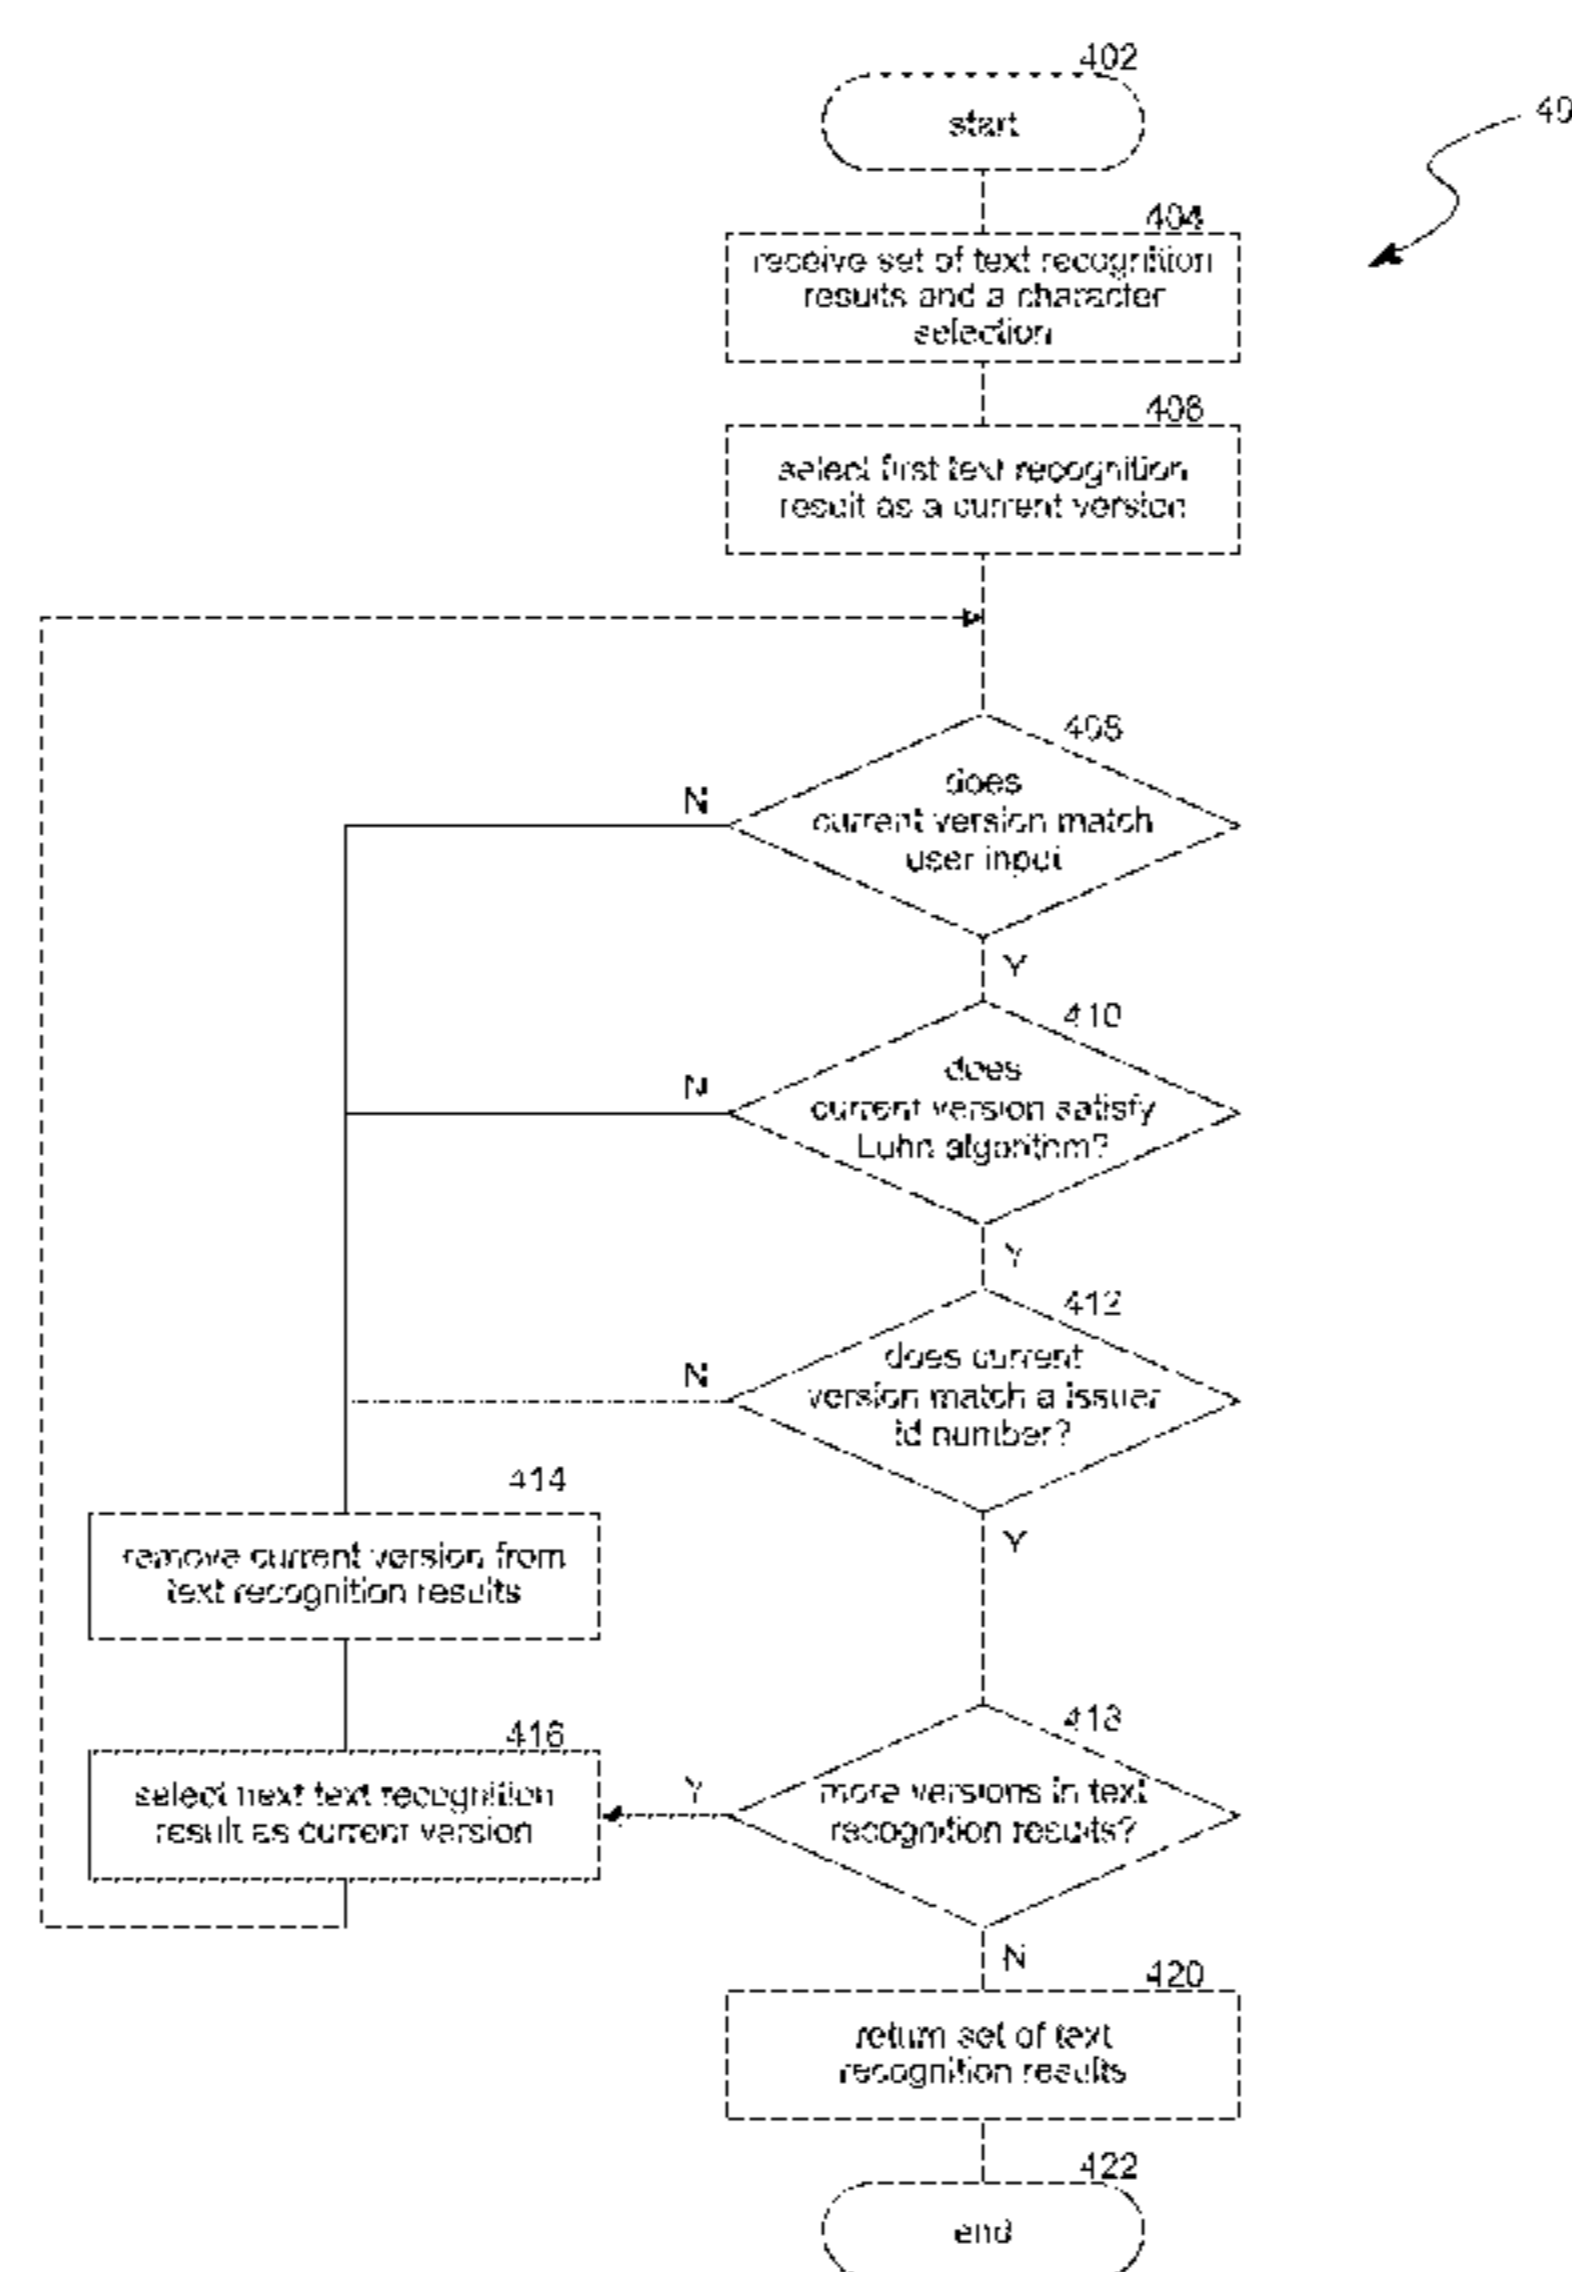 402
start
40
404
receive set of text recognition
results and a character
selection
406
select first text recognition
result as a current version
408
does
current version match
user input
N
Y
410
does
current version satisfy
Luhn algorithm?
N
Y
412
does current
version match a issuer
id number?
N
Y
414
remove current version from
text recognition results
416
select next text recognition
result as current version
418
more versions in text
recognition results?
Y
N
420
return set of text
recognition results
422
end